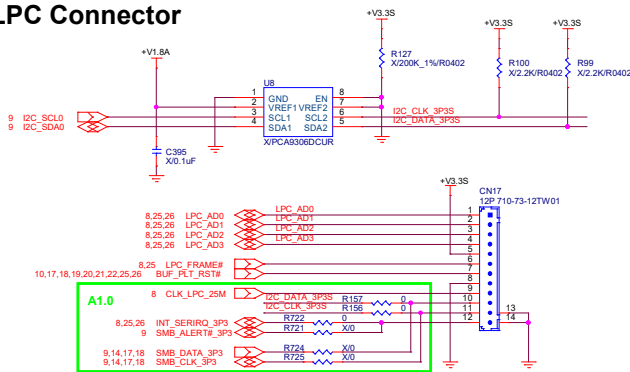 LPC Connector
+V3.3S
+V3.3S
+V3.3S
+V1.8A
R127
X/200K_1%/R0402
R100
X/2.2K/R0402
R99
X/2.2K/R0402
U8
1 GND EN 8
2 VREF1 VREF2 7
9 I2C_SCL0 3 SCL1 SCL2 6 I2C_CLK_3P3S
9 I2C_SDA0 4 SDA1 SDA2 5 I2C_DATA_3P3S
X/PCA9306DCUR
C395
X/0.1uF
+V3.3S
CN17
12P 710-73-12TW01
8,25,26 LPC_AD0 LPC_AD0 1
8,25,26 LPC_AD1 LPC_AD1 2
8,25,26 LPC_AD2 LPC_AD2 3
8,25,26 LPC_AD3 LPC_AD3 4
5
8,25 LPC_FRAME# 6
10,17,18,19,20,21,22,25,26 BUF_PLT_RST# 7
8
A1.0
8 CLK_LPC_25M 9
I2C_DATA_3P3S R157 0 10
I2C_CLK_3P3S R156 0 11 13
8,25,26 INT_SERIRQ_3P3 R722 0 12 14
9 SMB_ALERT#_3P3 R721 X/0
9,14,17,18 SMB_DATA_3P3 R724 X/0
9,14,17,18 SMB_CLK_3P3 R725 X/0